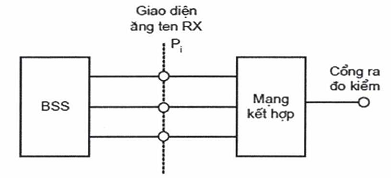 Giao diện
ăng ten RX
Pi
BSS
Mạng
kết hợp
Cổng ra
đo kiểm